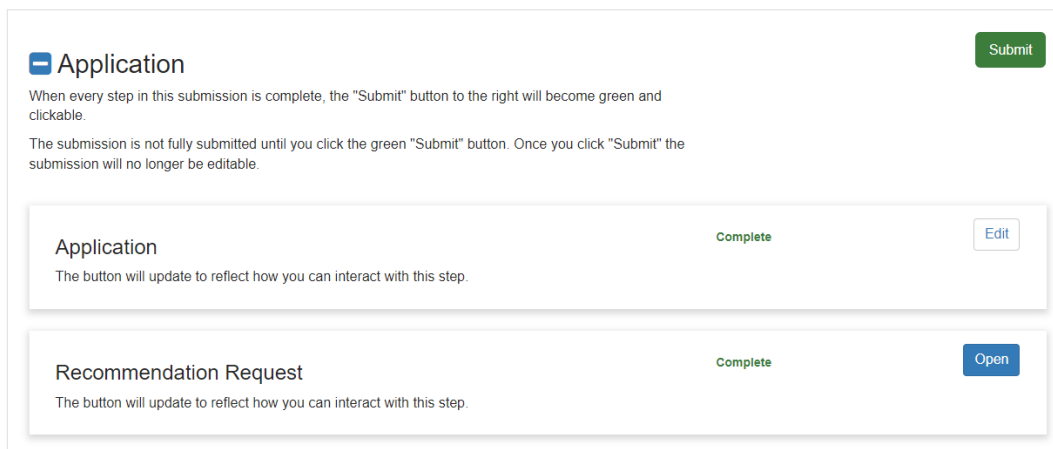 Application
Submit
When every step in this submission is complete, the "Submit" button to the right will become green and
clickable.
The submission is not fully submitted until you click the green "Submit" button. Once you click "Submit" the
submission will no longer be editable.
Application
Complete
Edit
The button will update to reflect how you can interact with this step.
Recommendation Request
Complete
Open
The button will update to reflect how you can interact with this step.